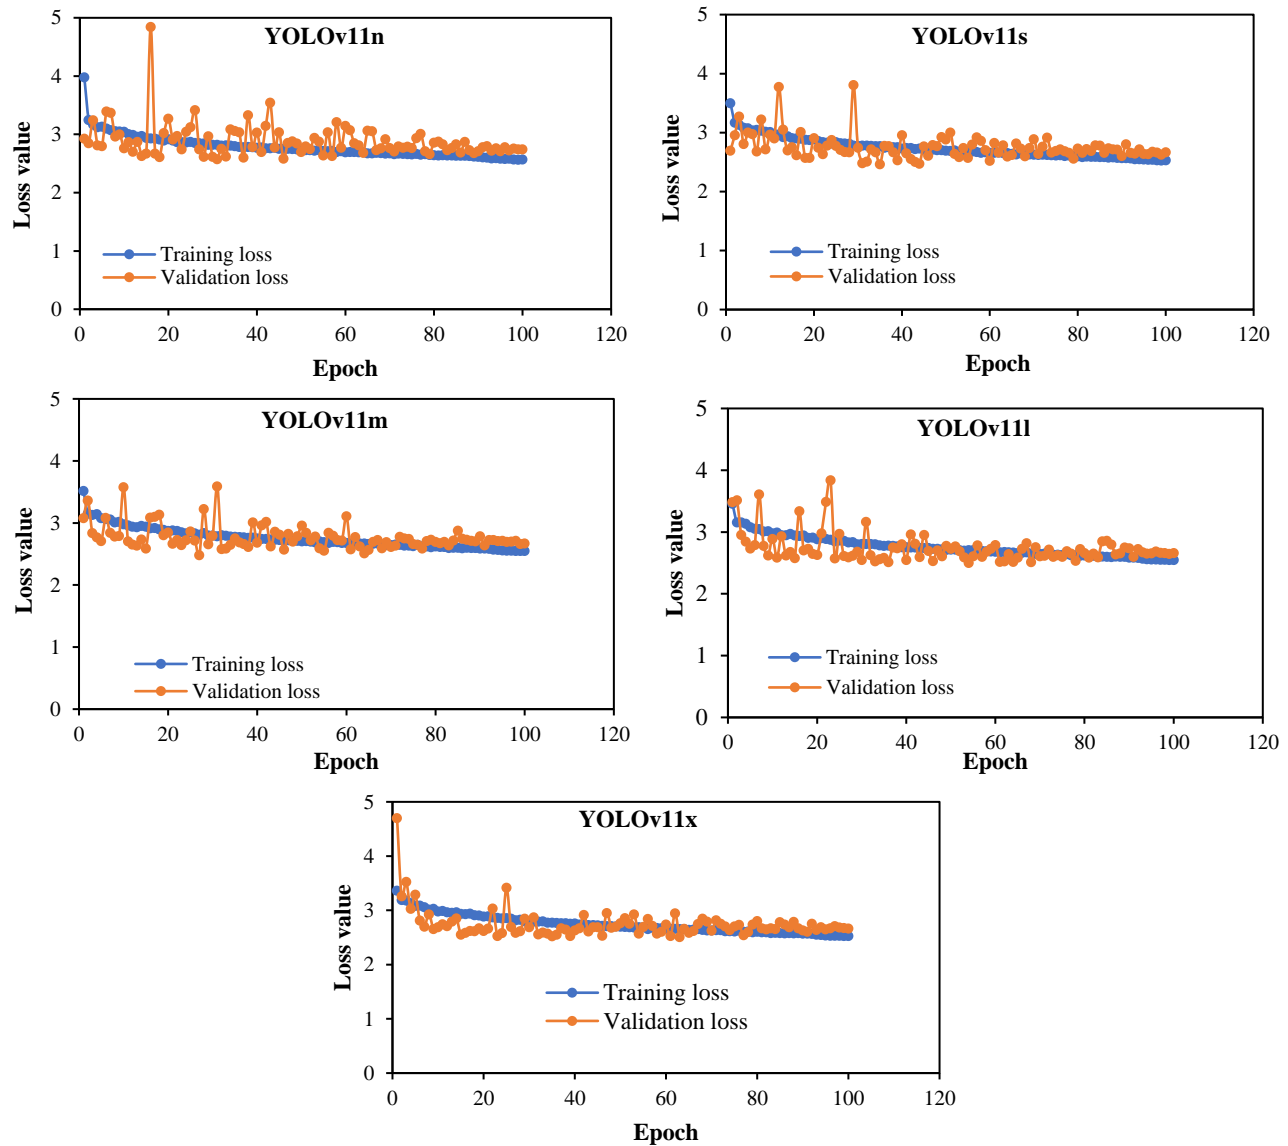 YOLOv11n
Loss value
5
4
3
2
1
0
Training loss
Validation loss
0 20 40 60 80 100 120
Epoch
YOLOv11s
Loss value
5
4
3
2
1
0
Training loss
Validation loss
0 20 40 60 80 100 120
Epoch
YOLOv11m
Loss value
5
4
3
2
1
0
Training loss
Validation loss
0 20 40 60 80 100 120
Epoch
YOLOv11l
Loss value
5
4
3
2
1
0
Training loss
Validation loss
0 20 40 60 80 100 120
Epoch
YOLOv11x
Loss value
5
4
3
2
1
0
Training loss
Validation loss
0 20 40 60 80 100 120
Epoch